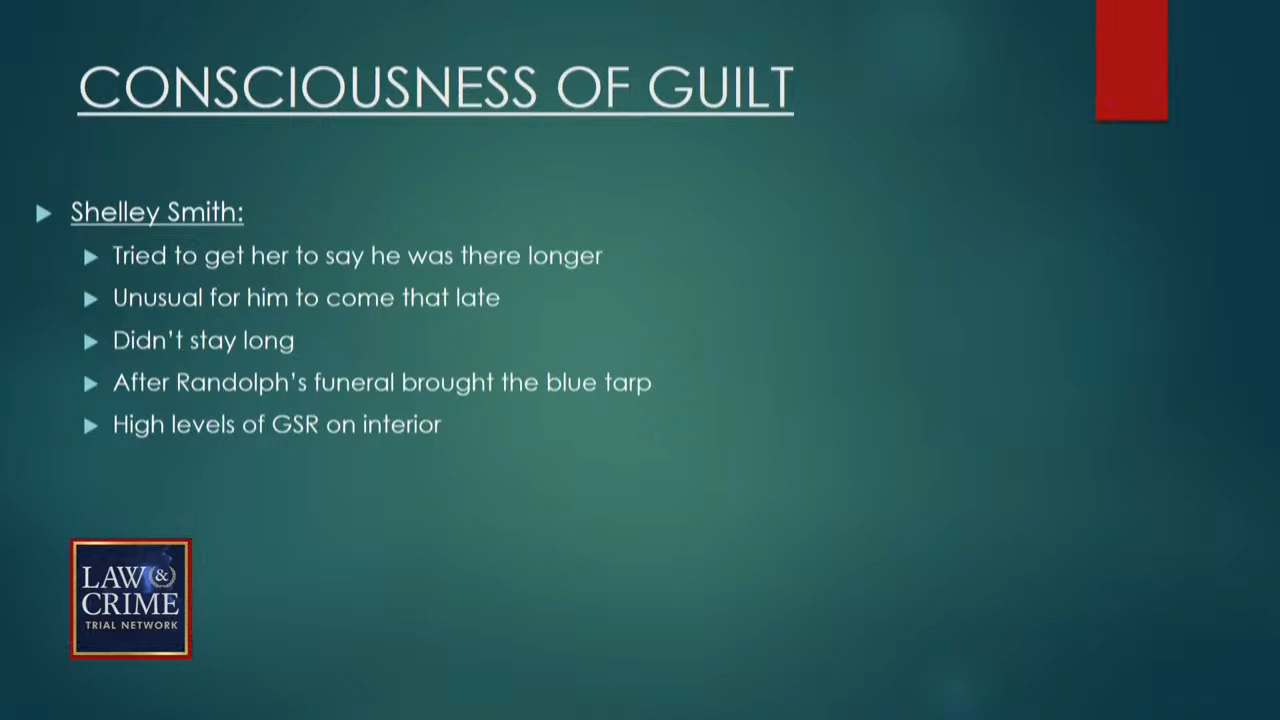 CONSCIOUSNESS OF GUILT
Shelley Smith:
Tried to get her to say he was there longer
Unusual for him to come that late
Didn't stay long
After Randolph's funeral brought the blue tarp
High levels of GSR on interior
LAW &
CRIME
TRIAL NETWORK